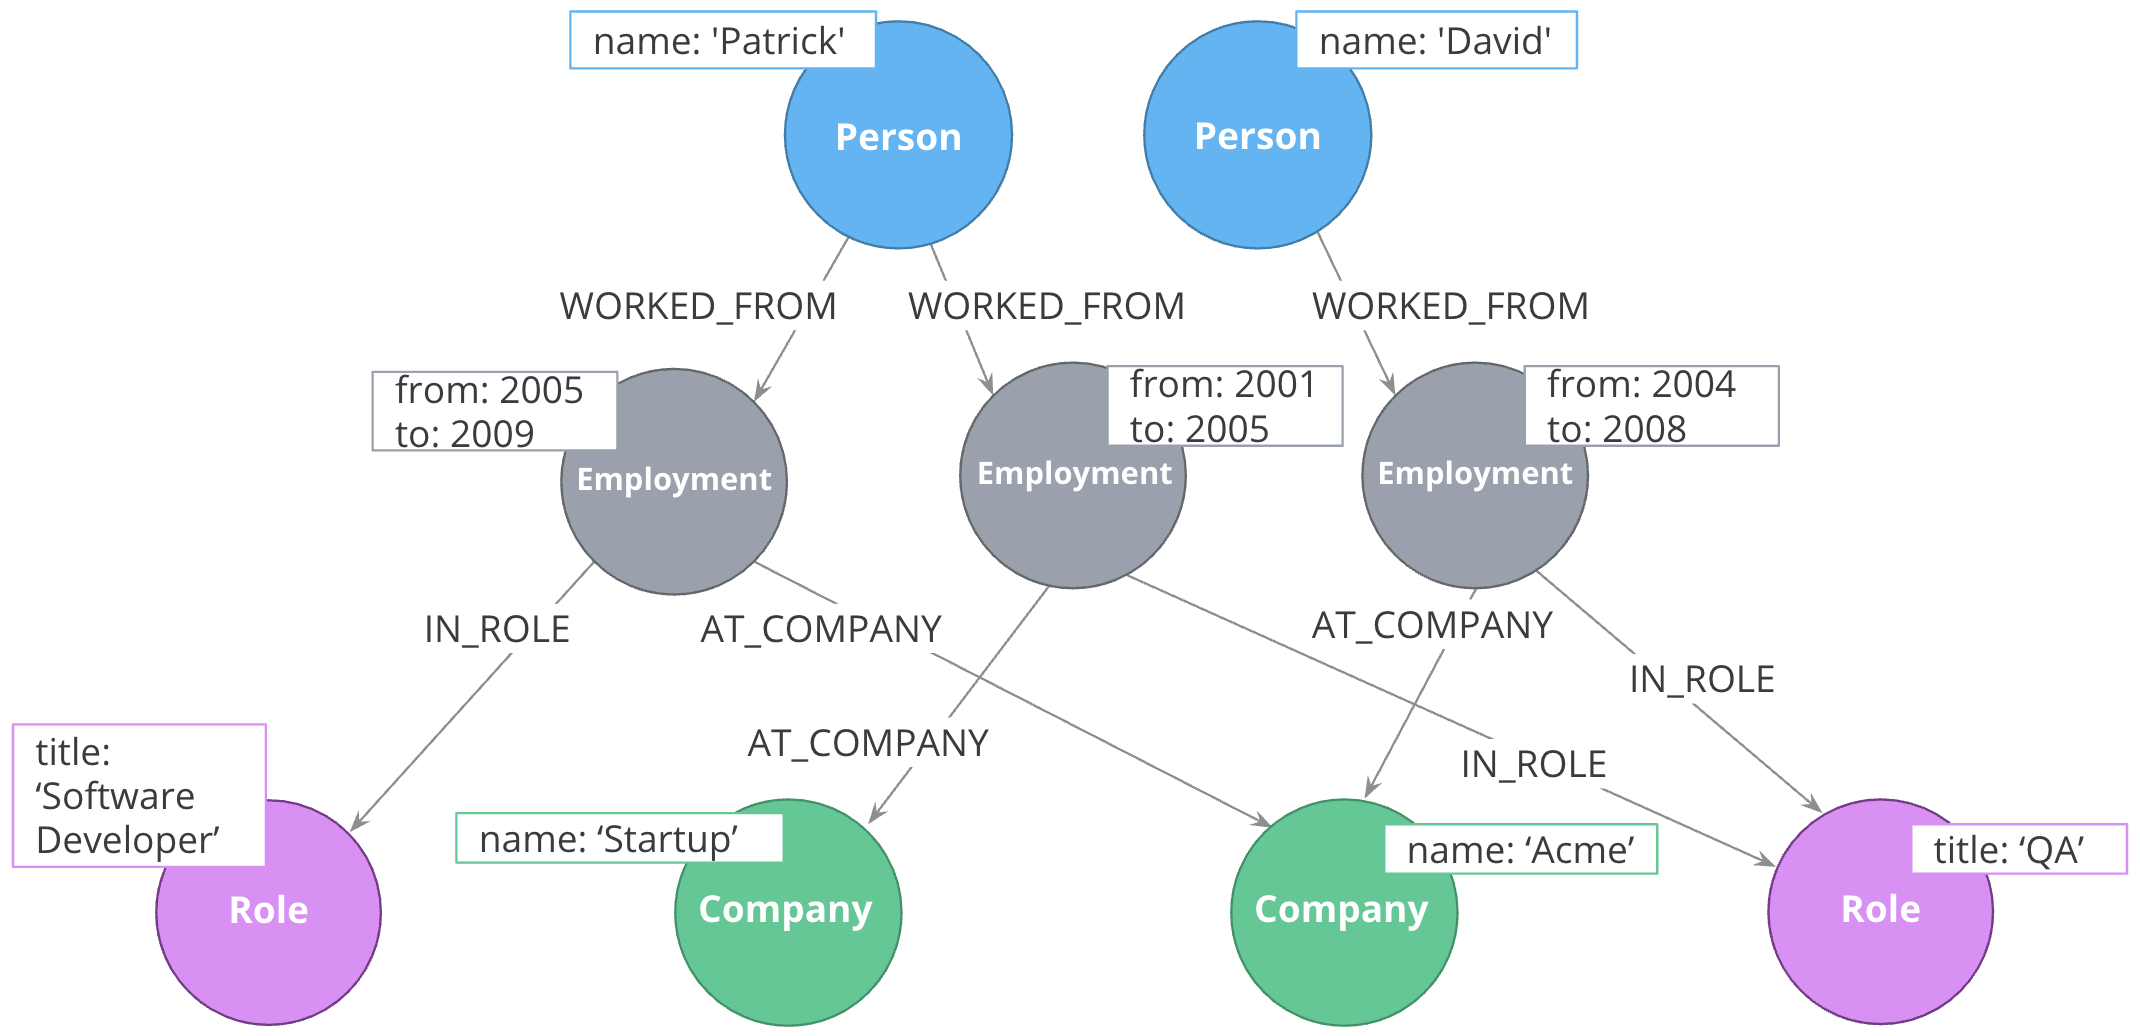 name: 'Patrick'
name: 'David'
Person
Person
WORKED_FROM
WORKED_FROM
WORKED_FROM
from: 2005
to: 2009
from: 2001
to: 2005
from: 2004
to: 2008
Employment
Employment
Employment
IN_ROLE
AT_COMPANY
AT_COMPANY
IN_ROLE
AT_COMPANY
IN_ROLE
title:
‘Software
Developer’
name: ‘Startup’
name: ‘Acme’
title: ‘QA’
Role
Company
Company
Role